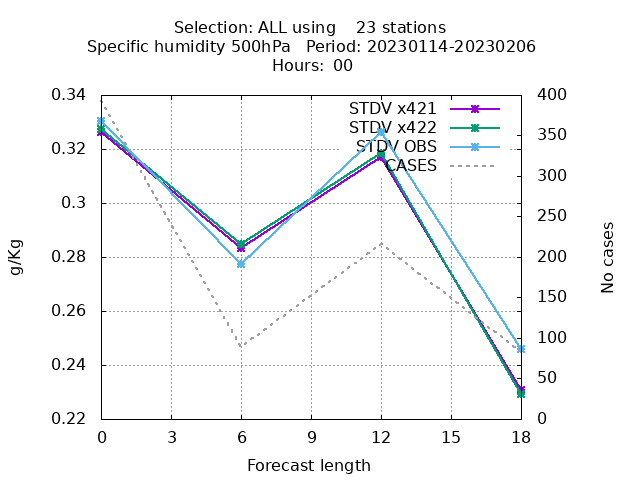 Selection: ALL using    23 stations
Specific humidity 500hPa   Period: 20230114-20230206
Hours:  00
STDV x421
STDV x422
STDV OBS
CASES
0.34
0.32
0.3
0.28
0.26
0.24
0.22
g/Kg
400
350
300
250
200
150
100
50
0
No cases
0 3 6 9 12 15 18
Forecast length